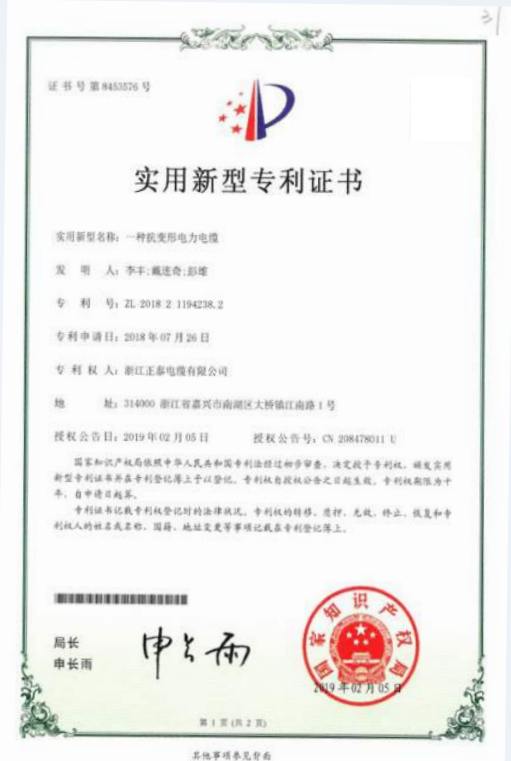 证书号第8453576号
实用新型专利证书
实用新型名称：一种抗变形电力电缆
发 明 人：李丰;戴连奇;彭雄
专 利 号：ZL 2018 2 1194238.2
专利申请日：2018年07月26日
专 利 权 人：浙江正泰电缆有限公司
地 址：314000 浙江省嘉兴市南湖区大桥镇江南路1号
授权公告日：2019年02月05日 授权公告号：CN 208478011 U
国家知识产权局依照中华人民共和国专利法经过初步审查，决定授予专利权，颁发实用
新型专利证书并在专利登记簿上予以登记。专利权自授权公告之日起生效。专利权期限为十
年，自申请日起算。
专利证书记载专利权登记时的法律状况。专利权的转移、质押、无效、终止、恢复和专
利权人的姓名或名称、国籍、地址变更等事项记载在专利登记簿上。
局长
申长雨
申长雨
国家知识产权局
2019年02月05日
第 1 页 (共 2 页)
其他事项参见背面